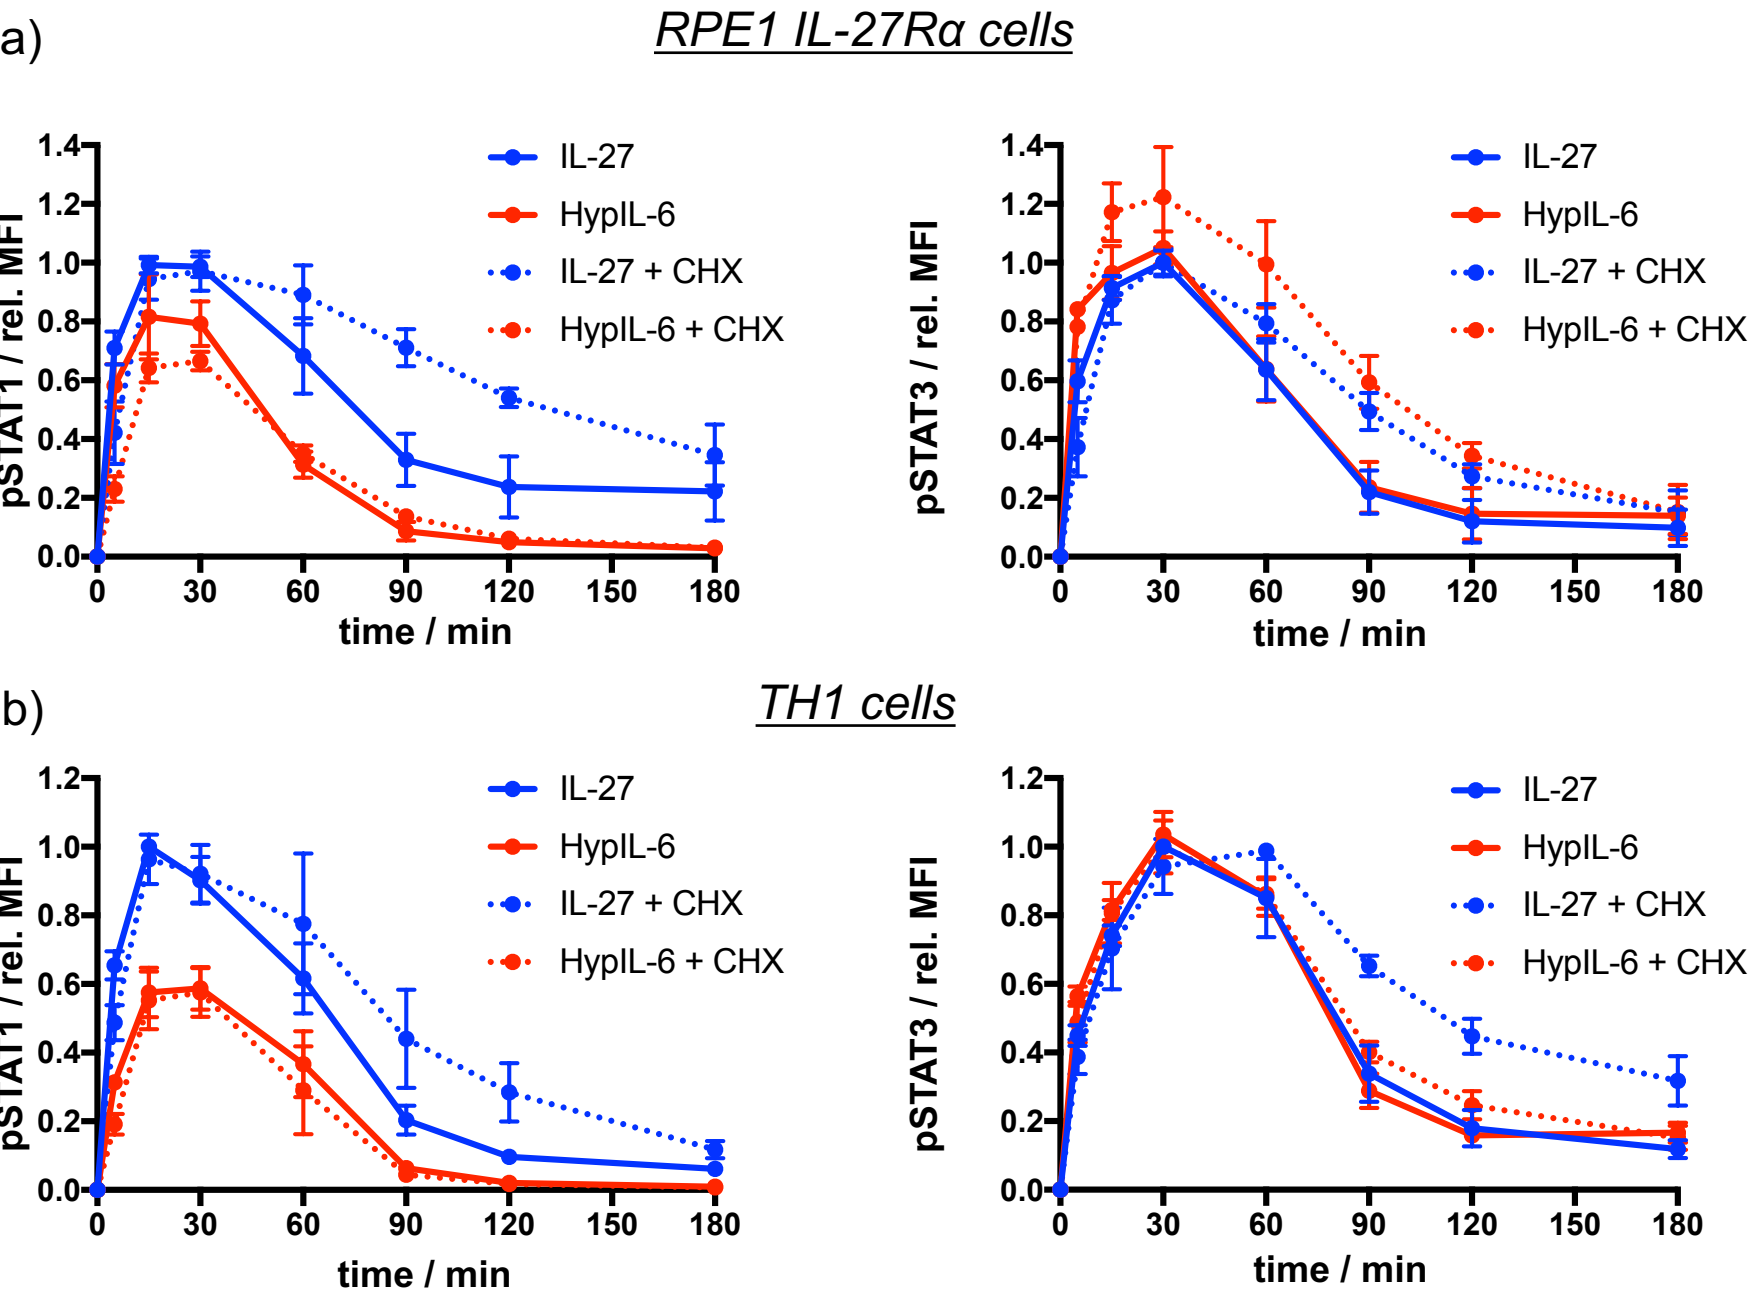 a)
RPE1 IL-27Rα cells
pSTAT1 / rel. MFI
1.4
1.2
1.0
0.8
0.6
0.4
0.2
0.0
0 30 60 90 120 150 180
time / min
IL-27
HypIL-6
IL-27 + CHX
HypIL-6 + CHX
pSTAT3 / rel. MFI
1.4
1.2
1.0
0.8
0.6
0.4
0.2
0.0
0 30 60 90 120 150 180
time / min
IL-27
HypIL-6
IL-27 + CHX
HypIL-6 + CHX
b)
TH1 cells
pSTAT1 / rel. MFI
1.2
1.0
0.8
0.6
0.4
0.2
0.0
0 30 60 90 120 150 180
time / min
IL-27
HypIL-6
IL-27 + CHX
HypIL-6 + CHX
pSTAT3 / rel. MFI
1.2
1.0
0.8
0.6
0.4
0.2
0.0
0 30 60 90 120 150 180
time / min
IL-27
HypIL-6
IL-27 + CHX
HypIL-6 + CHX